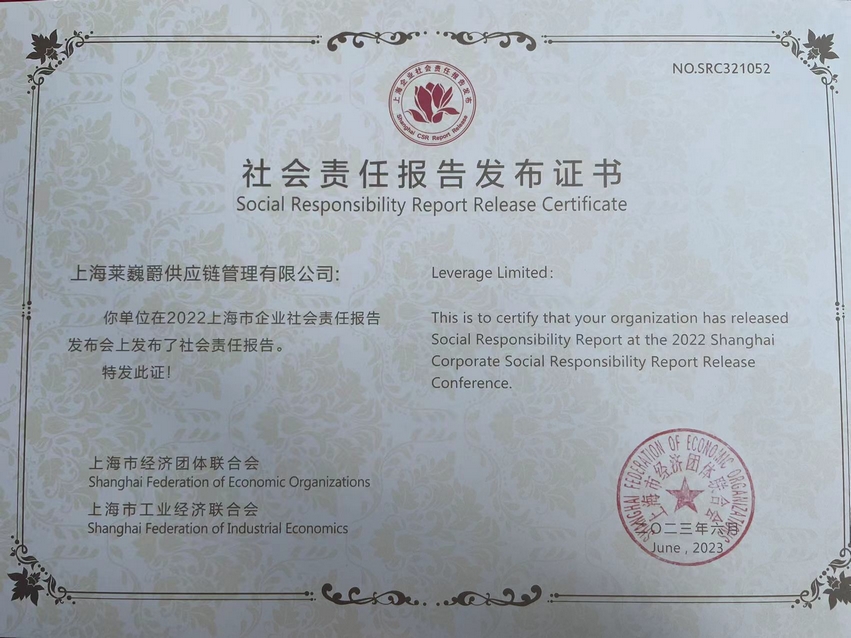 NO.SRC321052
上海企业社会责任报告发布
Shanghai CSR Report Release
社会责任报告发布证书
Social Responsibility Report Release Certificate
上海莱巍爵供应链管理有限公司:
你单位在2022上海市企业社会责任报告
发布会上发布了社会责任报告。
特发此证!
Leverage Limited:
This is to certify that your organization has released
Social Responsibility Report at the 2022 Shanghai
Corporate Social Responsibility Report Release
Conference.
上海市经济团体联合会
Shanghai Federation of Economic Organizations
上海市工业经济联合会
Shanghai Federation of Industrial Economics
SHANGHAI FEDERATION OF ECONOMIC ORGANIZATIONS
上海市经济团体联合会
二〇二三年六月
June , 2023